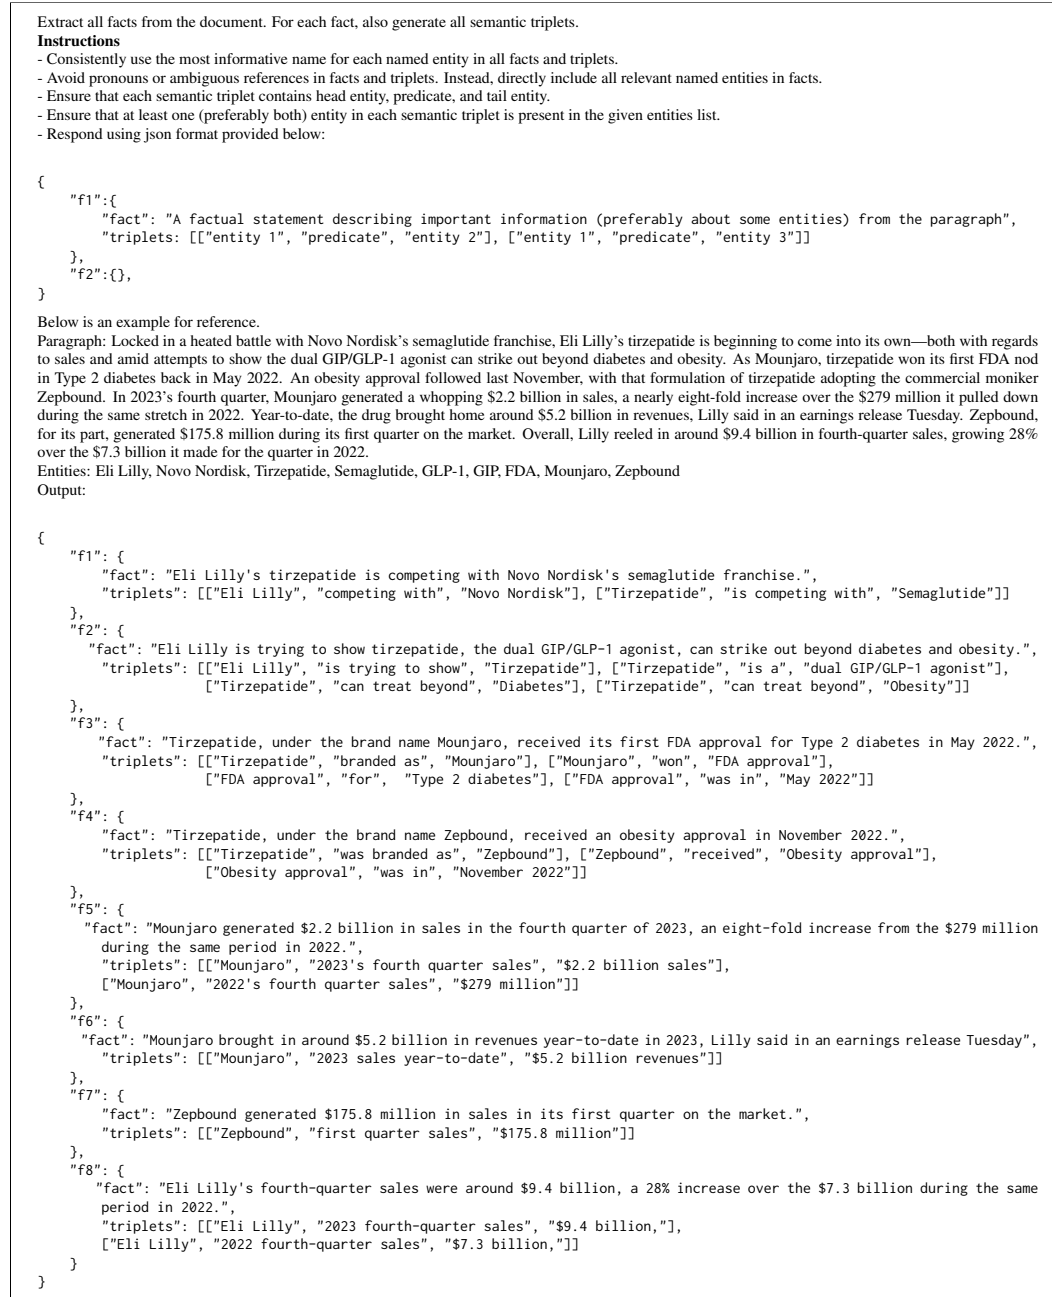 Extract all facts from the document. For each fact, also generate all semantic triplets.
Instructions
- Consistently use the most informative name for each named entity in all facts and triplets.
- Avoid pronouns or ambiguous references in facts and triplets. Instead, directly include all relevant named entities in facts.
- Ensure that each semantic triplet contains head entity, predicate, and tail entity.
- Ensure that at least one (preferably both) entity in each semantic triplet is present in the given entities list.
- Respond using json format provided below:
{
"f1":{
"fact": "A factual statement describing important information (preferably about some entities) from the paragraph",
"triplets: [["entity 1", "predicate", "entity 2"], ["entity 1", "predicate", "entity 3"]]
},
"f2":{},
}
Below is an example for reference.
Paragraph: Locked in a heated battle with Novo Nordisk's semaglutide franchise, Eli Lilly's tirzepatide is beginning to come into its own—both with regards
to sales and amid attempts to show the dual GIP/GLP-1 agonist can strike out beyond diabetes and obesity. As Mounjaro, tirzepatide won its first FDA nod
in Type 2 diabetes back in May 2022. An obesity approval followed last November, with that formulation of tirzepatide adopting the commercial moniker
Zepbound. In 2023's fourth quarter, Mounjaro generated a whopping $2.2 billion in sales, a nearly eight-fold increase over the $279 million it pulled down
during the same stretch in 2022. Year-to-date, the drug brought home around $5.2 billion in revenues, Lilly said in an earnings release Tuesday. Zepbound,
for its part, generated $175.8 million during its first quarter on the market. Overall, Lilly reeled in around $9.4 billion in fourth-quarter sales, growing 28%
over the $7.3 billion it made for the quarter in 2022.
Entities: Eli Lilly, Novo Nordisk, Tirzepatide, Semaglutide, GLP-1, GIP, FDA, Mounjaro, Zepbound
Output:
{
"f1": {
"fact": "Eli Lilly's tirzepatide is competing with Novo Nordisk's semaglutide franchise.",
"triplets": [["Eli Lilly", "competing with", "Novo Nordisk"], ["Tirzepatide", "is competing with", "Semaglutide"]]
},
"f2": {
"fact": "Eli Lilly is trying to show tirzepatide, the dual GIP/GLP-1 agonist, can strike out beyond diabetes and obesity.",
"triplets": [["Eli Lilly", "is trying to show", "Tirzepatide"], ["Tirzepatide", "is a", "dual GIP/GLP-1 agonist"],
["Tirzepatide", "can treat beyond", "Diabetes"], ["Tirzepatide", "can treat beyond", "Obesity"]]
},
"f3": {
"fact": "Tirzepatide, under the brand name Mounjaro, received its first FDA approval for Type 2 diabetes in May 2022.",
"triplets": [["Tirzepatide", "branded as", "Mounjaro"], ["Mounjaro", "won", "FDA approval"],
["FDA approval", "for", "Type 2 diabetes"], ["FDA approval", "was in", "May 2022"]]
},
"f4": {
"fact": "Tirzepatide, under the brand name Zepbound, received an obesity approval in November 2022.",
"triplets": [["Tirzepatide", "was branded as", "Zepbound"], ["Zepbound", "received", "Obesity approval"],
["Obesity approval", "was in", "November 2022"]]
},
"f5": {
"fact": "Mounjaro generated $2.2 billion in sales in the fourth quarter of 2023, an eight-fold increase from the $279 million
during the same period in 2022.",
"triplets": [["Mounjaro", "2023's fourth quarter sales", "$2.2 billion sales"],
["Mounjaro", "2022's fourth quarter sales", "$279 million"]]
},
"f6": {
"fact": "Mounjaro brought in around $5.2 billion in revenues year-to-date in 2023, Lilly said in an earnings release Tuesday",
"triplets": [["Mounjaro", "2023 sales year-to-date", "$5.2 billion revenues"]]
},
"f7": {
"fact": "Zepbound generated $175.8 million in sales in its first quarter on the market.",
"triplets": [["Zepbound", "first quarter sales", "$175.8 million"]]
},
"f8": {
"fact": "Eli Lilly's fourth-quarter sales were around $9.4 billion, a 28% increase over the $7.3 billion during the same
period in 2022.",
"triplets": [["Eli Lilly", "2023 fourth-quarter sales", "$9.4 billion,"],
["Eli Lilly", "2022 fourth-quarter sales", "$7.3 billion,"]]
}
}